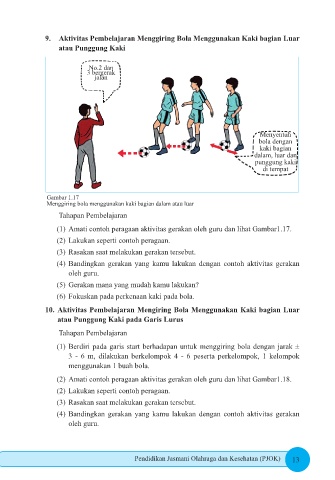 9. Aktivitas Pembelajaran Menggiring Bola Menggunakan Kaki bagian Luar
atau Punggung Kaki
No.2 dan
3 bergerak
jalan
Menyentuh
bola dengan
kaki bagian
dalam, luar dan
punggung kaki
di tempat
Gambar 1.17
Menggiring bola menggunakan kaki bagian dalam atau luar
Tahapan Pembelajaran
(1) Amati contoh peragaan aktivitas gerakan oleh guru dan lihat Gambar1.17.
(2) Lakukan seperti contoh peragaan.
(3) Rasakan saat melakukan gerakan tersebut.
(4) Bandingkan gerakan yang kamu lakukan dengan contoh aktivitas gerakan
oleh guru.
(5) Gerakan mana yang mudah kamu lakukan?
(6) Fokuskan pada perkenaan kaki pada bola.
10. Aktivitas Pembelajaran Mengiring Bola Menggunakan Kaki bagian Luar
atau Punggung Kaki pada Garis Lurus
Tahapan Pembelajaran
(1) Berdiri pada garis start berhadapan untuk menggiring bola dengan jarak ±
3 - 6 m, dilakukan berkelompok 4 - 6 peserta perkelompok, 1 kelompok
menggunakan 1 buah bola.
(2) Amati contoh peragaan aktivitas gerakan oleh guru dan lihat Gambar1.18.
(2) Lakukan seperti contoh peragaan.
(3) Rasakan saat melakukan gerakan tersebut.
(4) Bandingkan gerakan yang kamu lakukan dengan contoh aktivitas gerakan
oleh guru.
Pendidikan Jasmani Olahraga dan Kesehatan (PJOK) 13